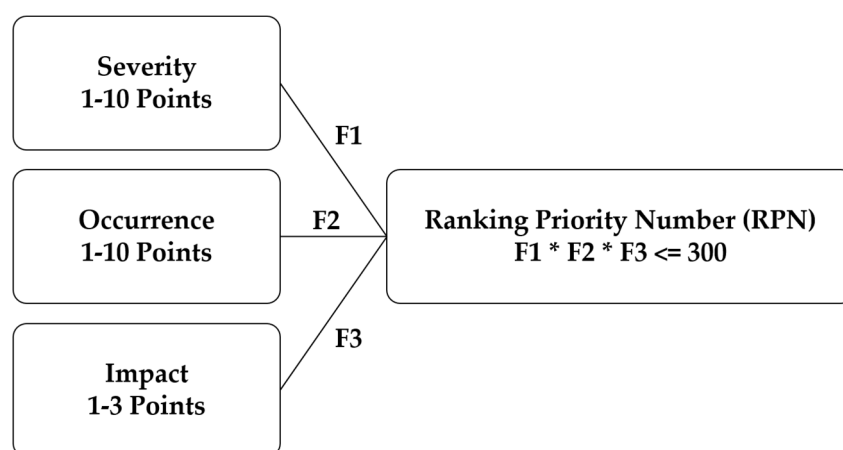 Severity
1-10 Points
F1
Occurrence
1-10 Points
F2
Ranking Priority Number (RPN)
F1 * F2 * F3 <= 300
F3
Impact
1-3 Points